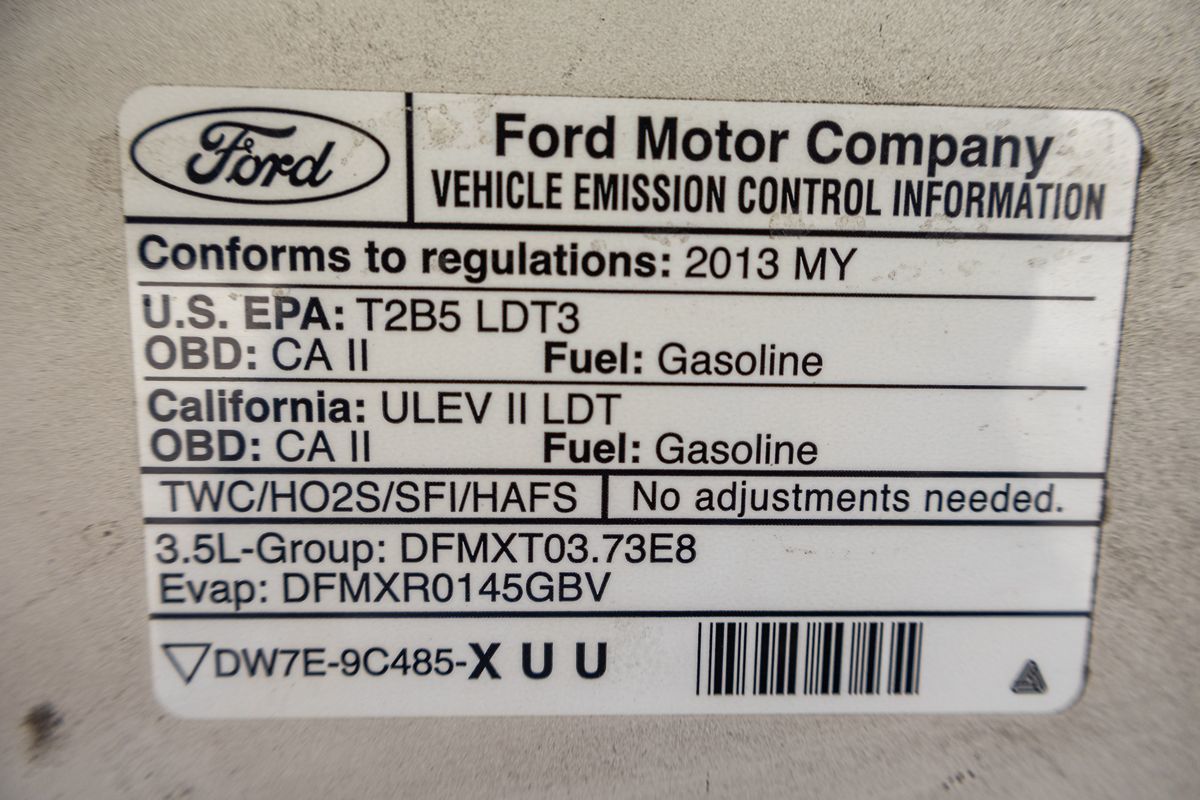 Ford
Ford Motor Company
VEHICLE EMISSION CONTROL INFORMATION
Conforms to regulations: 2013 MY
U.S. EPA: T2B5 LDT3
OBD: CA II Fuel: Gasoline
California: ULEV II LDT
OBD: CA II Fuel: Gasoline
TWC/HO2S/SFI/HAFS No adjustments needed.
3.5L-Group: DFMXT03.73E8
Evap: DFMXR0145GBV
DW7E-9C485-X U U